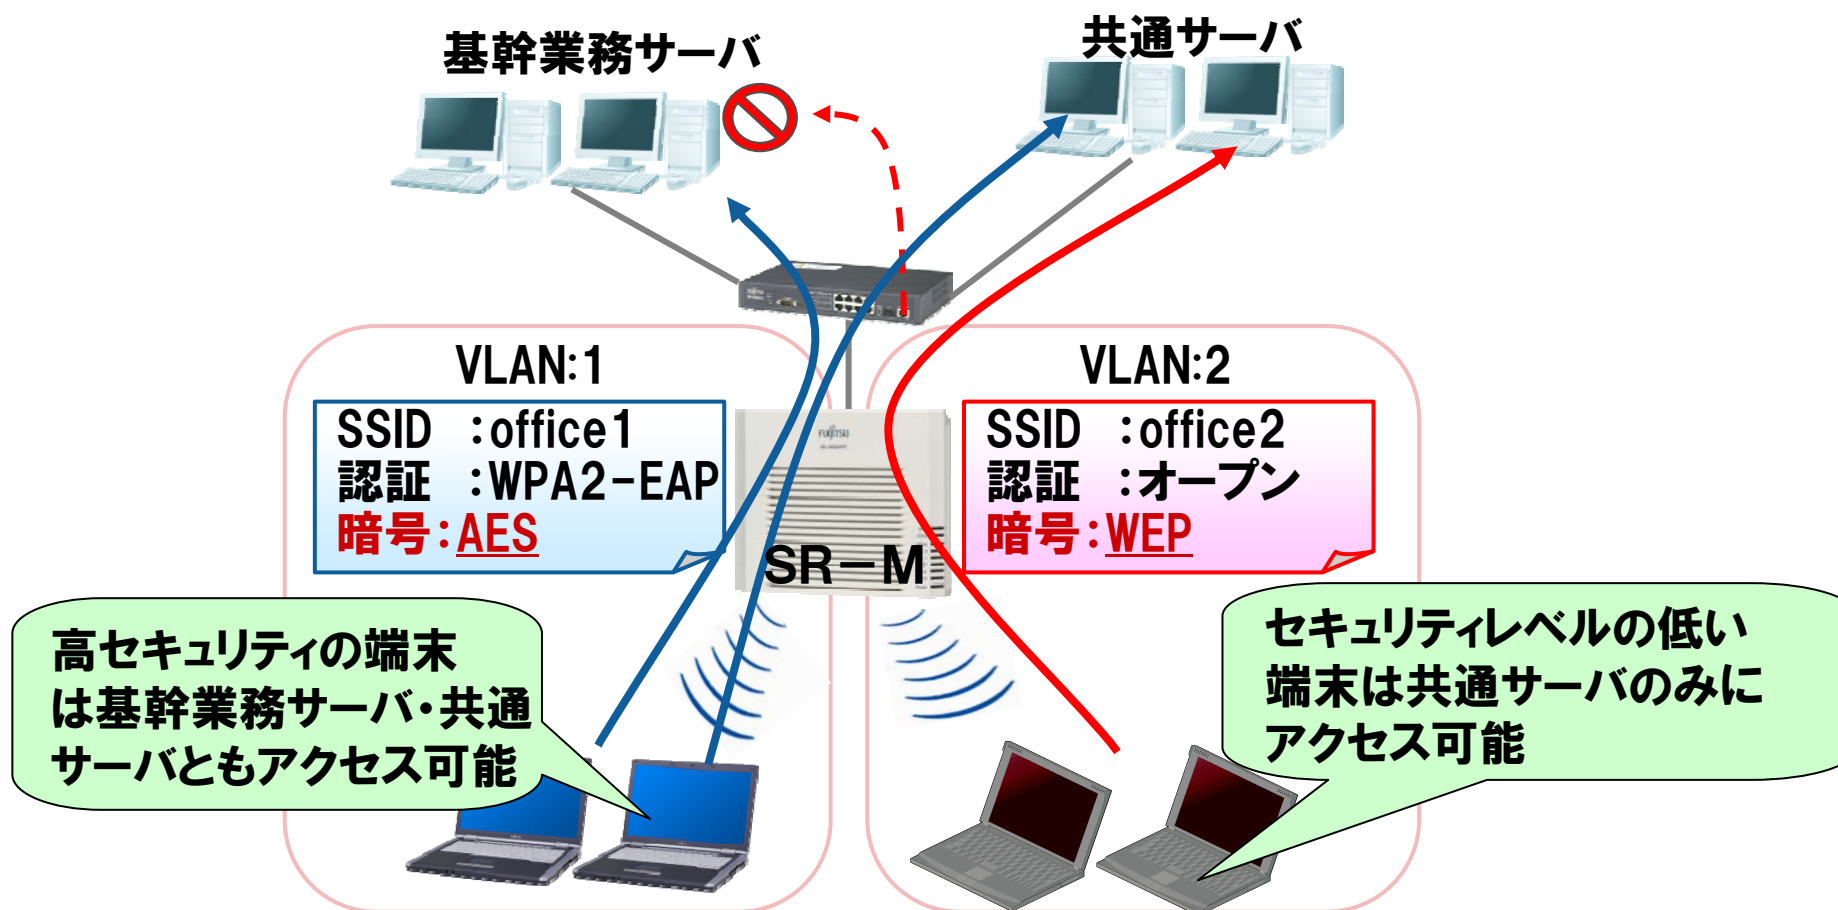 基幹業務サーバ
共通サーバ
VLAN:1
SSID :office1
認証 :WPA2-EAP
暗号:AES
VLAN:2
SSID :office2
認証 :オープン
暗号:WEP
FUJITSU
SR-M
高セキュリティの端末
は基幹業務サーバ・共通
サーバともアクセス可能
セキュリティレベルの低い
端末は共通サーバのみに
アクセス可能